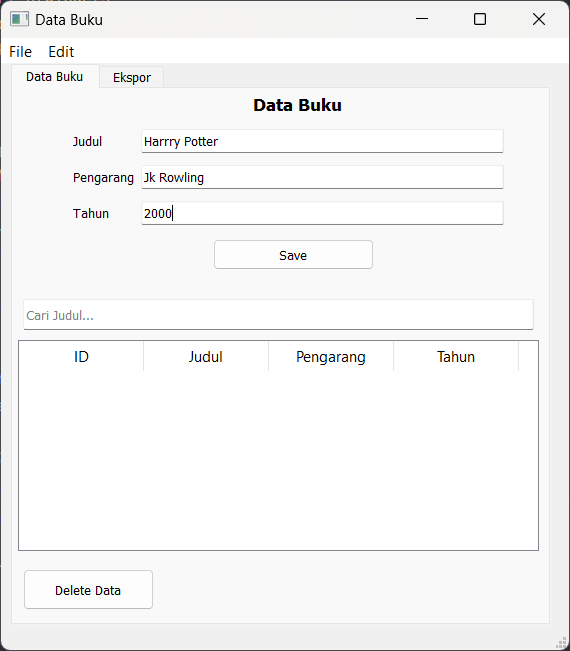 Data Buku
File Edit
Data Buku Ekspor
Data Buku
Judul Harrry Potter
Pengarang Jk Rowling
Tahun 2000
Save
Cari Judul...
ID Judul Pengarang Tahun
Delete Data